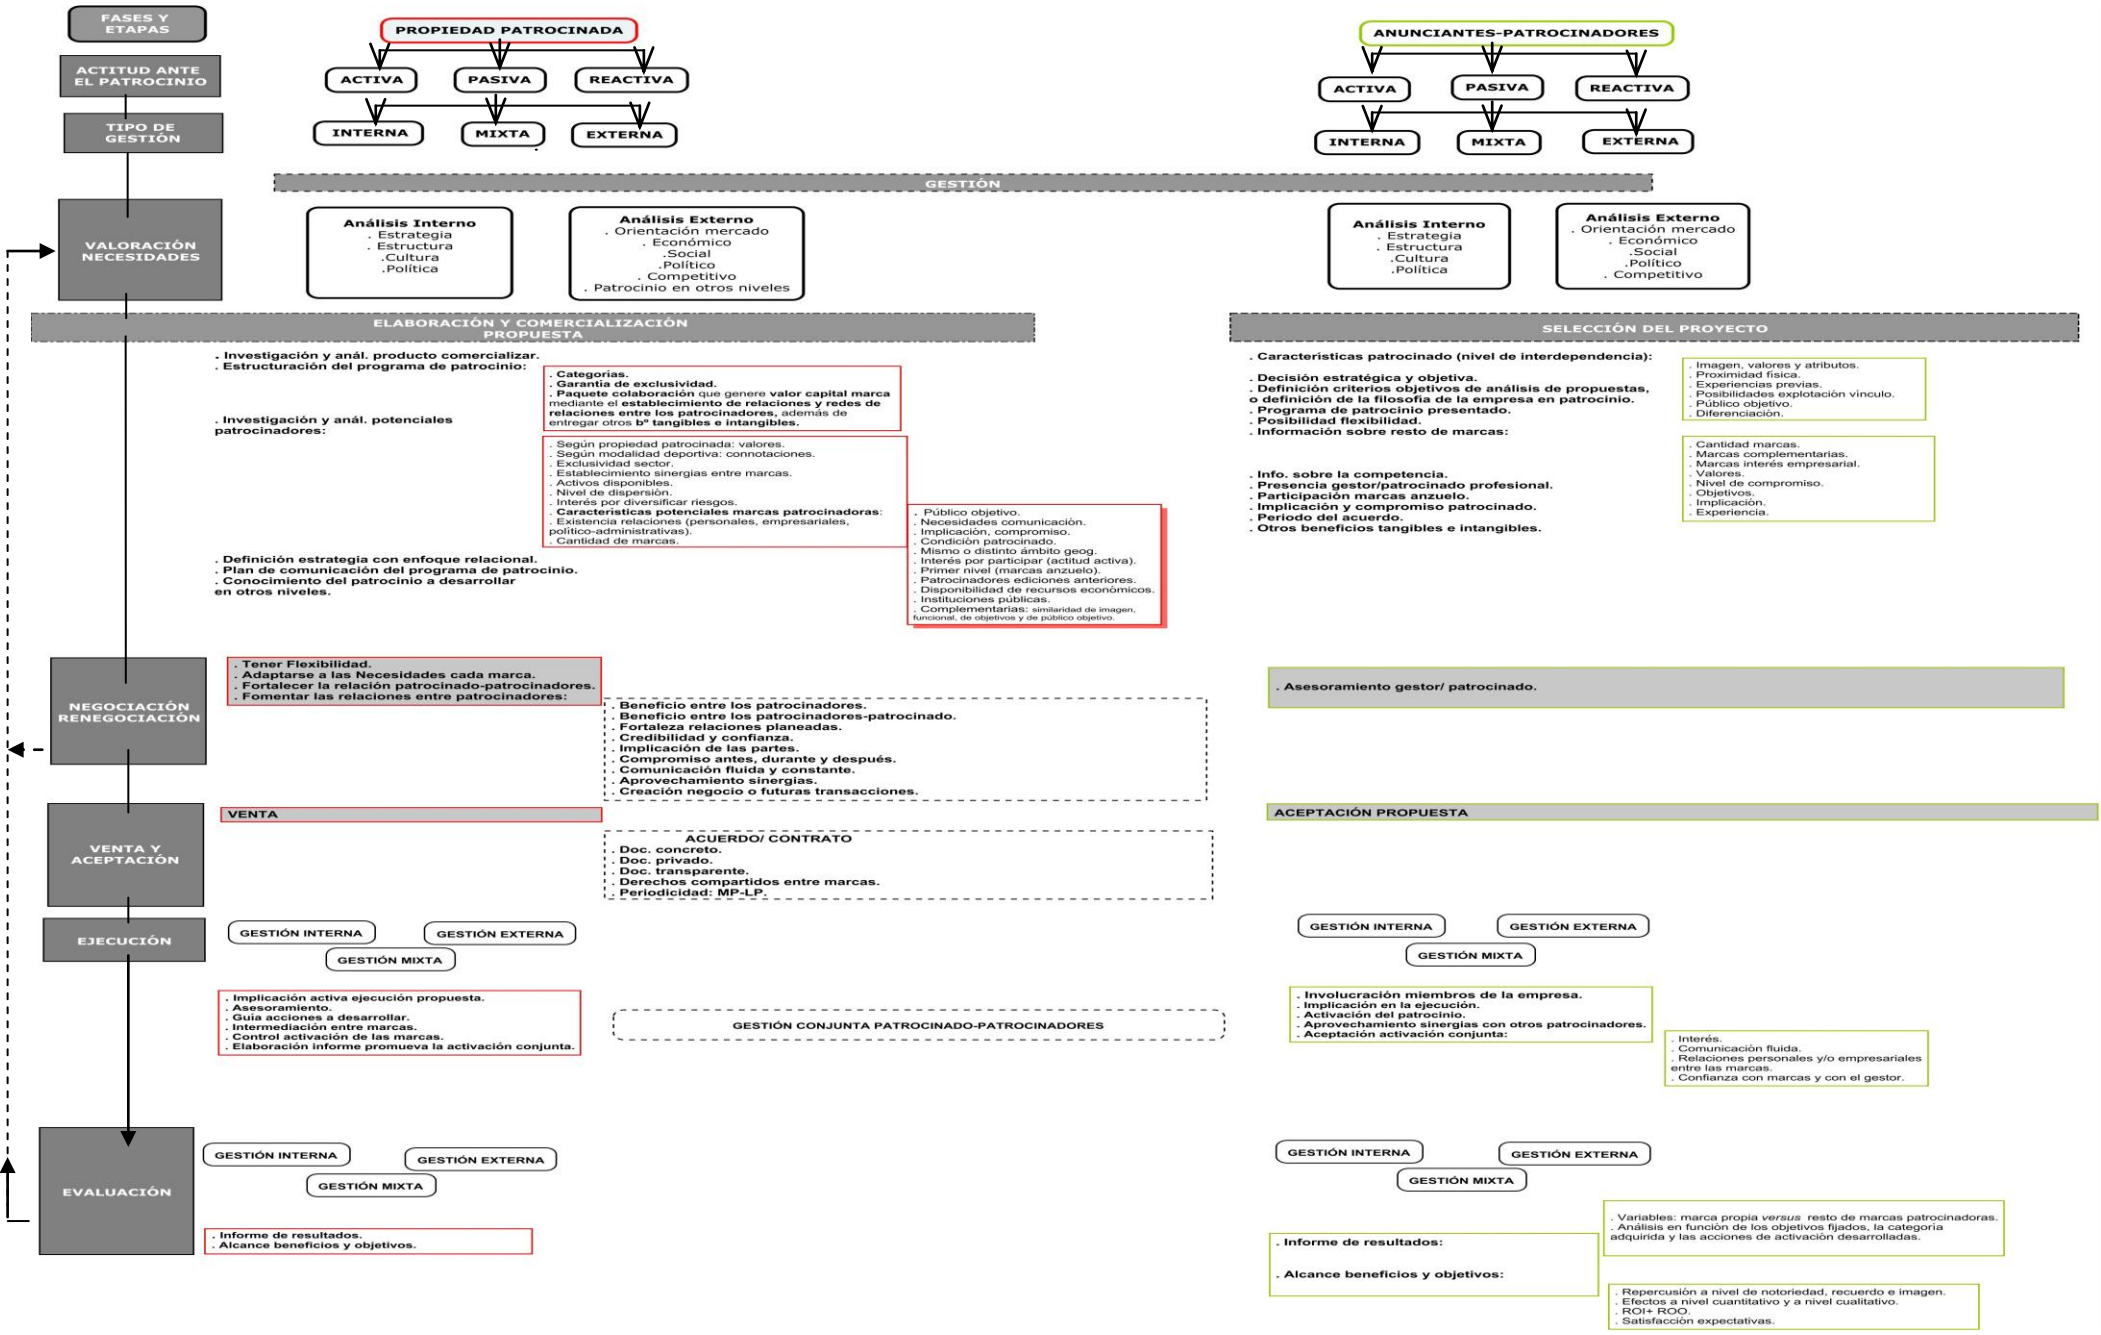 FASES Y
ETAPAS
PROPIEDAD PATROCINADA
ANUNCIANTES-PATROCINADORES
ACTITUD ANTE
EL PATROCINIO
ACTIVA
PASIVA
REACTIVA
ACTIVA
PASIVA
REACTIVA
TIPO DE
GESTIÓN
INTERNA
MIXTA
EXTERNA
INTERNA
MIXTA
EXTERNA
GESTIÓN
VALORACIÓN
NECESIDADES
Análisis Interno
. Estrategia
. Estructura
.Cultura
.Política
Análisis Externo
. Orientación mercado
. Económico
.Social
.Político
. Competitivo
. Patrocinio en otros niveles
Análisis Interno
. Estrategia
. Estructura
.Cultura
.Política
Análisis Externo
. Orientación mercado
. Económico
.Social
.Político
. Competitivo
ELABORACIÓN Y COMERCIALIZACIÓN
PROPUESTA
SELECCIÓN DEL PROYECTO
. Investigación y anál. producto comercializar.
. Estructuración del programa de patrocinio:
. Categorías.
. Garantía de exclusividad.
. Paquete colaboración que genere valor capital marca
mediante el establecimiento de relaciones y redes de
relaciones entre los patrocinadores, además de
entregar otros bº tangibles e intangibles.
. Investigación y anál. potenciales
patrocinadores:
. Según propiedad patrocinada: valores.
. Según modalidad deportiva: connotaciones.
. Exclusividad sector.
. Establecimiento sinergias entre marcas.
. Activos disponibles.
. Nivel de dispersión.
. Interés por diversificar riesgos.
. Características potenciales marcas patrocinadoras:
. Existencia relaciones (personales, empresariales,
político-administrativas).
. Cantidad de marcas.
. Público objetivo.
. Necesidades comunicación.
. Implicación, compromiso.
. Condición patrocinado.
. Mismo o distinto ámbito geog.
. Interés por participar (actitud activa).
. Primer nivel (marcas anzuelo).
. Patrocinadores ediciones anteriores.
. Disponibilidad de recursos económicos.
. Instituciones públicas.
. Complementarias: similaridad de imagen,
funcional, de objetivos y de público objetivo.
. Definición estrategia con enfoque relacional.
. Plan de comunicación del programa de patrocinio.
. Conocimiento del patrocinio a desarrollar
en otros niveles.
. Características patrocinado (nivel de interdependencia):
. Imagen, valores y atributos.
. Proximidad física.
. Experiencias previas.
. Posibilidades explotación vínculo.
. Público objetivo.
. Diferenciación.
. Decisión estratégica y objetiva.
. Definición criterios objetivos de análisis de propuestas,
o definición de la filosofía de la empresa en patrocinio.
. Programa de patrocinio presentado.
. Posibilidad flexibilidad.
. Información sobre resto de marcas:
. Cantidad marcas.
. Marcas complementarias.
. Marcas interés empresarial.
. Valores.
. Nivel de compromiso.
. Objetivos.
. Implicación.
. Experiencia.
. Info. sobre la competencia.
. Presencia gestor/patrocinado profesional.
. Participación marcas anzuelo.
. Implicación y compromiso patrocinado.
. Periodo del acuerdo.
. Otros beneficios tangibles e intangibles.
NEGOCIACIÓN
RENEGOCIACIÓN
. Tener Flexibilidad.
. Adaptarse a las Necesidades cada marca.
. Fortalecer la relación patrocinado-patrocinadores.
. Fomentar las relaciones entre patrocinadores:
. Beneficio entre los patrocinadores.
. Beneficio entre los patrocinadores-patrocinado.
. Fortaleza relaciones planeadas.
. Credibilidad y confianza.
. Implicación de las partes.
. Compromiso antes, durante y después.
. Comunicación fluida y constante.
. Aprovechamiento sinergias.
. Creación negocio o futuras transacciones.
. Asesoramiento gestor/ patrocinado.
VENTA Y
ACEPTACIÓN
VENTA
ACEPTACIÓN PROPUESTA
ACUERDO/ CONTRATO
. Doc. concreto.
. Doc. privado.
. Doc. transparente.
. Derechos compartidos entre marcas.
. Periodicidad: MP-LP.
EJECUCIÓN
GESTIÓN INTERNA
GESTIÓN EXTERNA
GESTIÓN MIXTA
GESTIÓN INTERNA
GESTIÓN EXTERNA
GESTIÓN MIXTA
. Implicación activa ejecución propuesta.
. Asesoramiento.
. Guía acciones a desarrollar.
. Intermediación entre marcas.
. Control activación de las marcas.
. Elaboración informe promueva la activación conjunta.
GESTIÓN CONJUNTA PATROCINADO-PATROCINADORES
. Involucración miembros de la empresa.
. Implicación en la ejecución.
. Activación del patrocinio.
. Aprovechamiento sinergias con otros patrocinadores.
. Aceptación activación conjunta:
. Interés.
. Comunicación fluida.
. Relaciones personales y/o empresariales
entre las marcas.
. Confianza con marcas y con el gestor.
EVALUACIÓN
GESTIÓN INTERNA
GESTIÓN EXTERNA
GESTIÓN MIXTA
GESTIÓN INTERNA
GESTIÓN EXTERNA
GESTIÓN MIXTA
. Informe de resultados.
. Alcance beneficios y objetivos.
. Informe de resultados:
. Variables: marca propia versus resto de marcas patrocinadoras.
. Análisis en función de los objetivos fijados, la categoría
adquirida y las acciones de activación desarrolladas.
. Alcance beneficios y objetivos:
. Repercusión a nivel de notoriedad, recuerdo e imagen.
. Efectos a nivel cuantitativo y a nivel cualitativo.
. ROI+ ROO.
. Satisfacción expectativas.